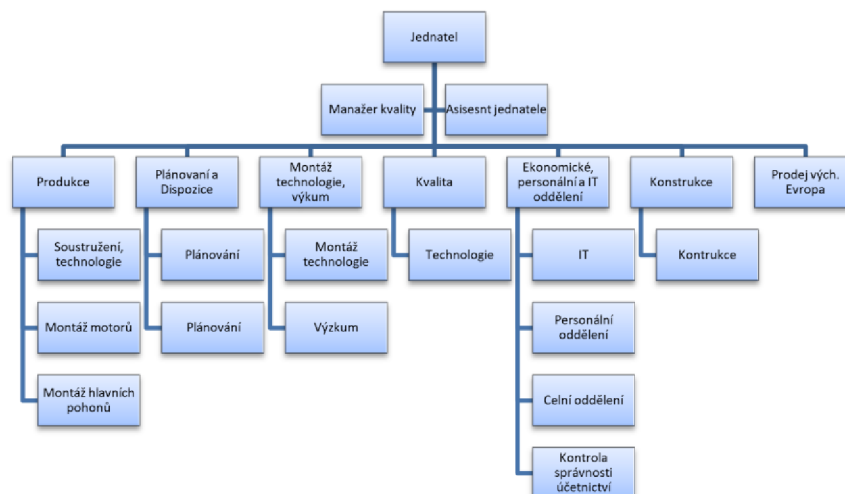 Jednatel
Manažer kvality
Asisesnt jednatele
Produkce
Plánovaní a
Dispozice
Montáž
technologie,
výkum
Kvalita
Ekonomické,
personální a IT
oddělení
Konstrukce
Prodej vých.
Evropa
Soustružení,
technologie
Plánování
Montáž
technologie
Technologie
IT
Kontrukce
Montáž motorů
Plánování
Výzkum
Personální
oddělení
Montáž hlavních
pohonů
Celní oddělení
Kontrola
správnosti
účetnictví